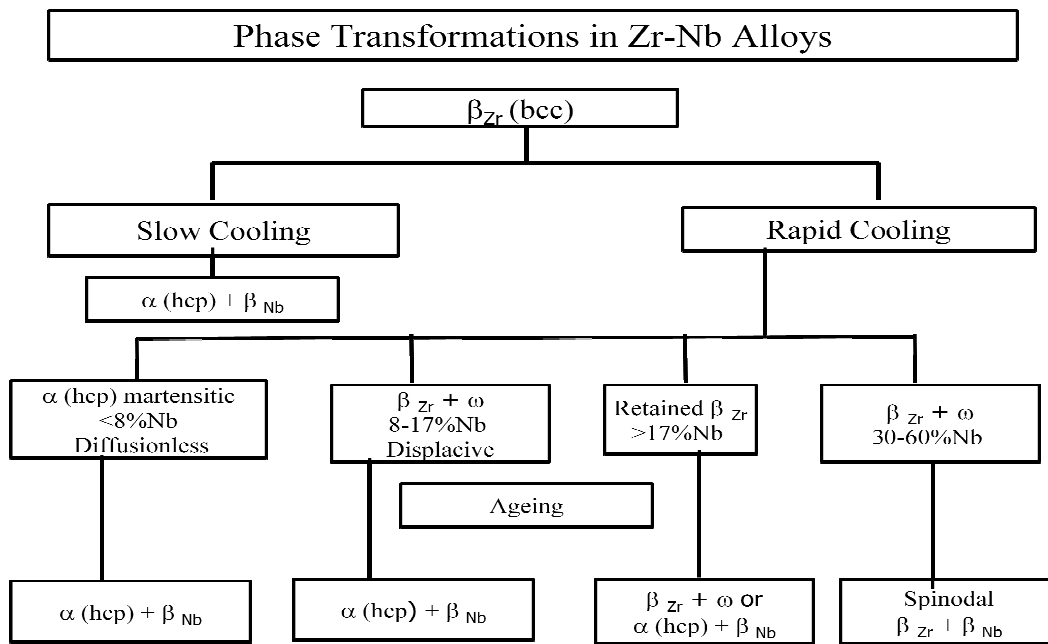 Phase Transformations in Zr-Nb Alloys
β Zr (bcc)
Slow Cooling
Rapid Cooling
α (hcp) + β Nb
α (hcp) martensitic
<8%Nb
Diffusionless
β Zr + ω
8-17%Nb
Displacive
Retained β Zr
>17%Nb
β Zr + ω
30-60%Nb
Ageing
α (hcp) + β Nb
α (hcp) + β Nb
β Zr + ω or
α (hcp) + β Nb
Spinodal
β Zr + β Nb